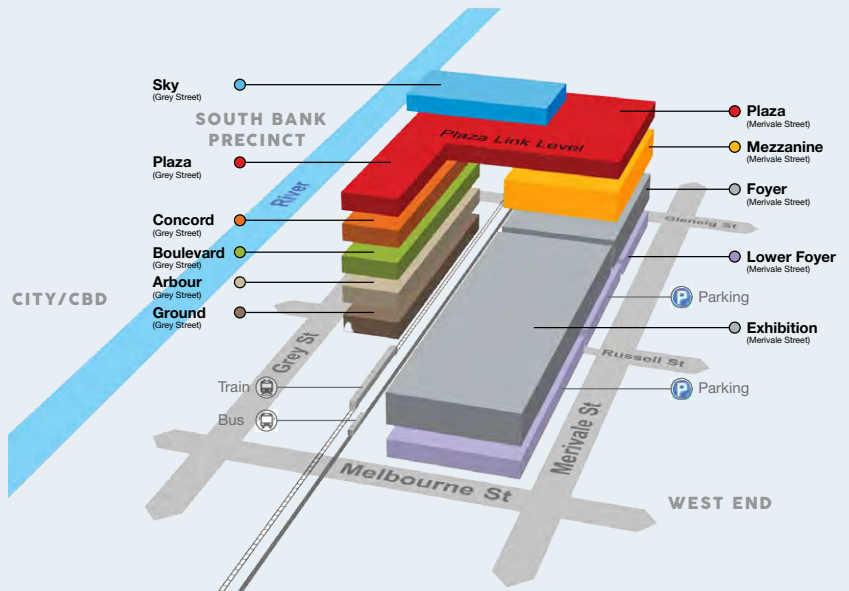 Sky
(Grey Street)
SOUTH BANK
PRECINCT
Plaza
(Grey Street)
River
Concord
(Grey Street)
Boulevard
(Grey Street)
Arbour
(Grey Street)
CITY/CBD
Ground
(Grey Street)
Grey St
Train
Bus
Plaza Link Level
Plaza
(Merivale Street)
Mezzanine
(Merivale Street)
Foyer
(Merivale Street)
Glenelg St
Lower Foyer
(Merivale Street)
P Parking
Exhibition
(Merivale Street)
Russell St
P Parking
Merivale St
Melbourne St
WEST END